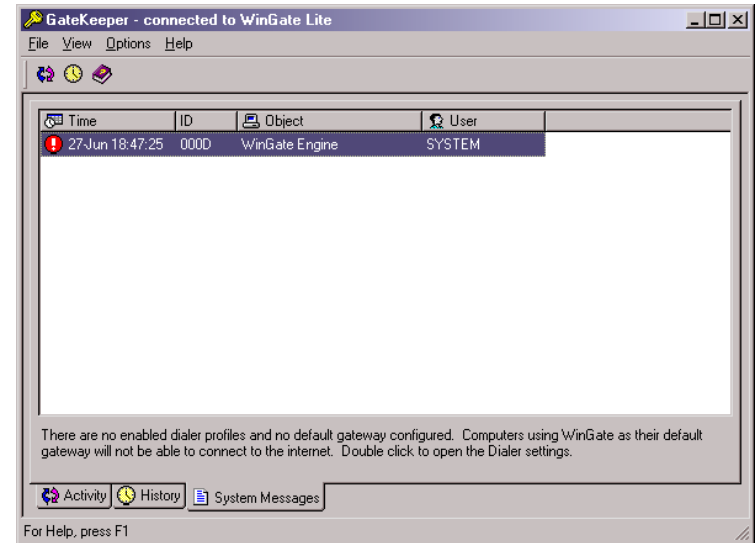 GateKeeper - connected to WinGate Lite
File View Options Help
Time ID Object User
27-Jun 18:47:25 000D WinGate Engine SYSTEM
There are no enabled dialer profiles and no default gateway configured. Computers using WinGate as their default
gateway will not be able to connect to the internet. Double click to open the Dialer settings.
Activity History System Messages
For Help, press F1